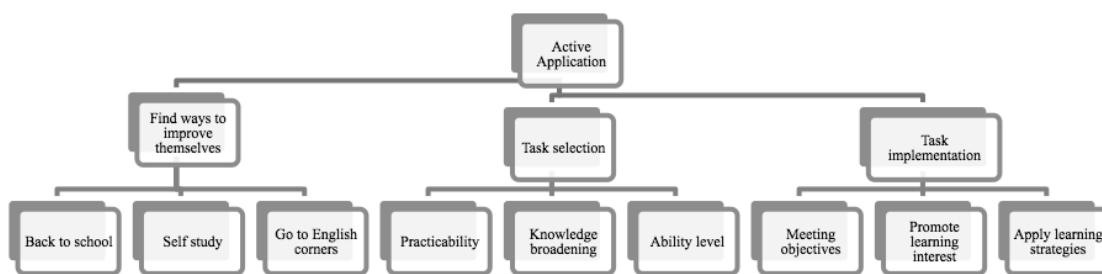 Active
Application
Find ways to
improve
themselves
Task selection
Task
implementation
Back to school
Self study
Go to English
corners
Practicability
Knowledge
broadening
Ability level
Meeting
objectives
Promote
learning
interest
Apply learning
strategies